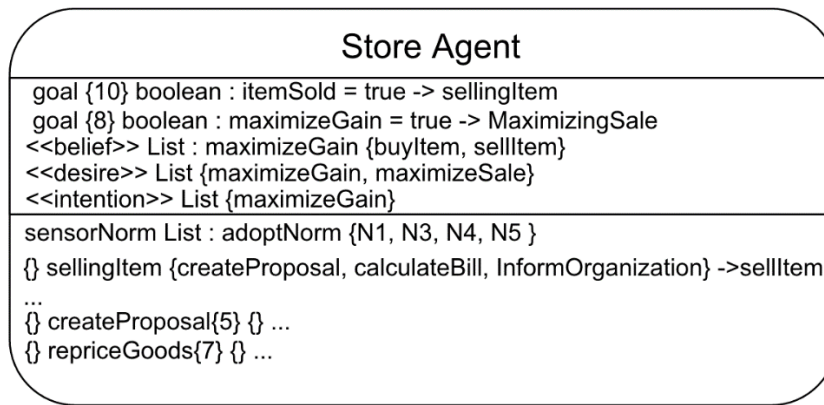 Store Agent
goal {10} boolean : itemSold = true -> sellingItem
goal {8} boolean : maximizeGain = true -> MaximizingSale
<<belief>> List : maximizeGain {buyItem, sellItem}
<<desire>> List {maximizeGain, maximizeSale}
<<intention>> List {maximizeGain}
sensorNorm List : adoptNorm {N1, N3, N4, N5 }
{} sellingItem {createProposal, calculateBill, InformOrganization} ->sellItem
...
{} createProposal{5} {} ...
{} repriceGoods{7} {} ...